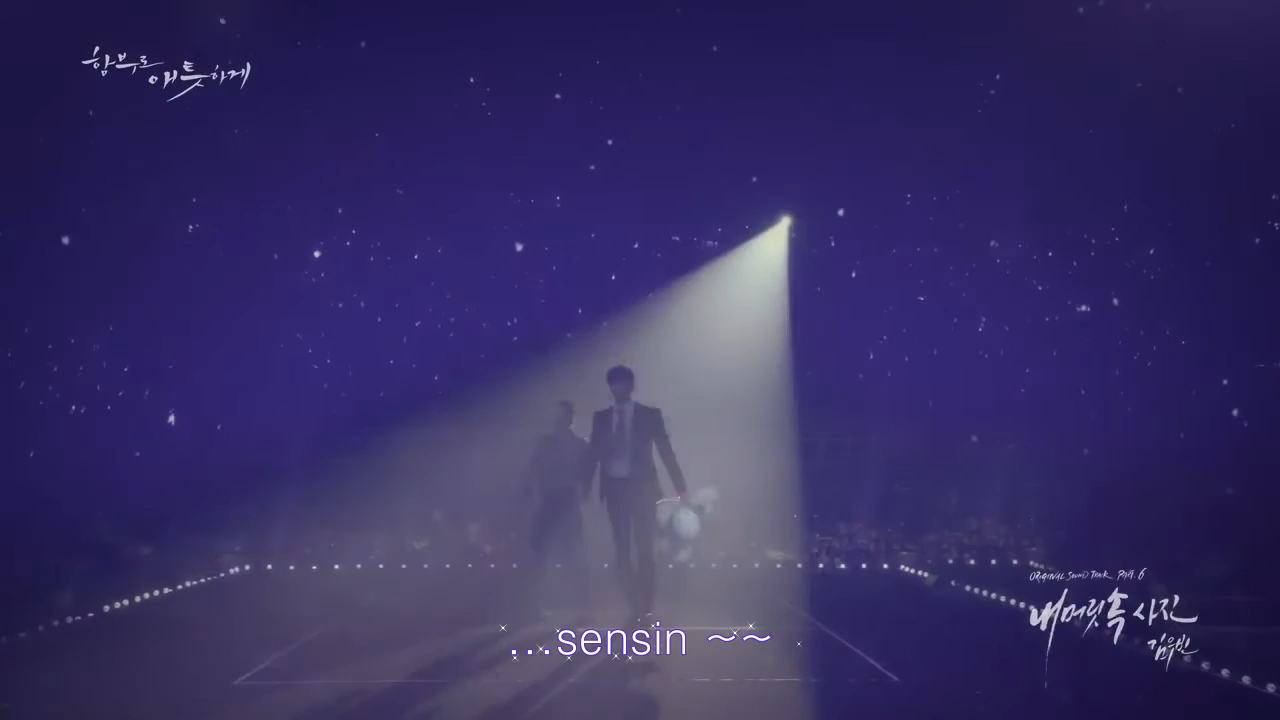 함부로
애틋하게
ORIGINAL SOUND TRACK PART. 6
내 머릿속 사진
김우빈
...sensin ~~